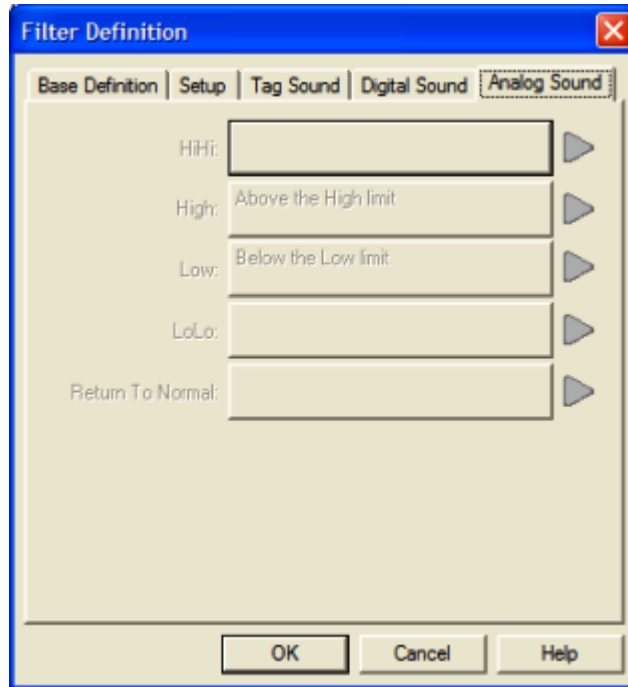 Filter Definition
Base Definition Setup Tag Sound Digital Sound Analog Sound
HiHi:
High: Above the High limit
Low: Below the Low limit
LoLo:
Return To Normal:
OK Cancel Help